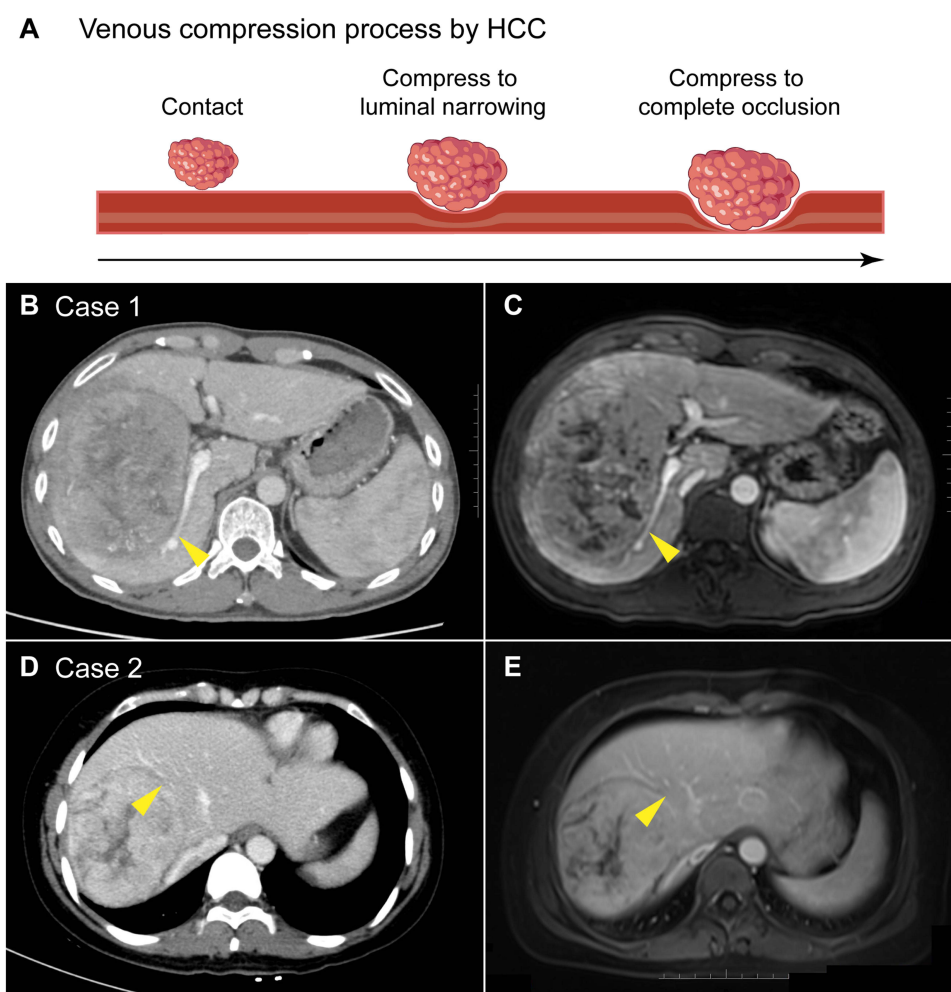 A Venous compression process by HCC
Contact
Compress to
luminal narrowing
Compress to
complete occlusion
B Case 1
C
D Case 2
E